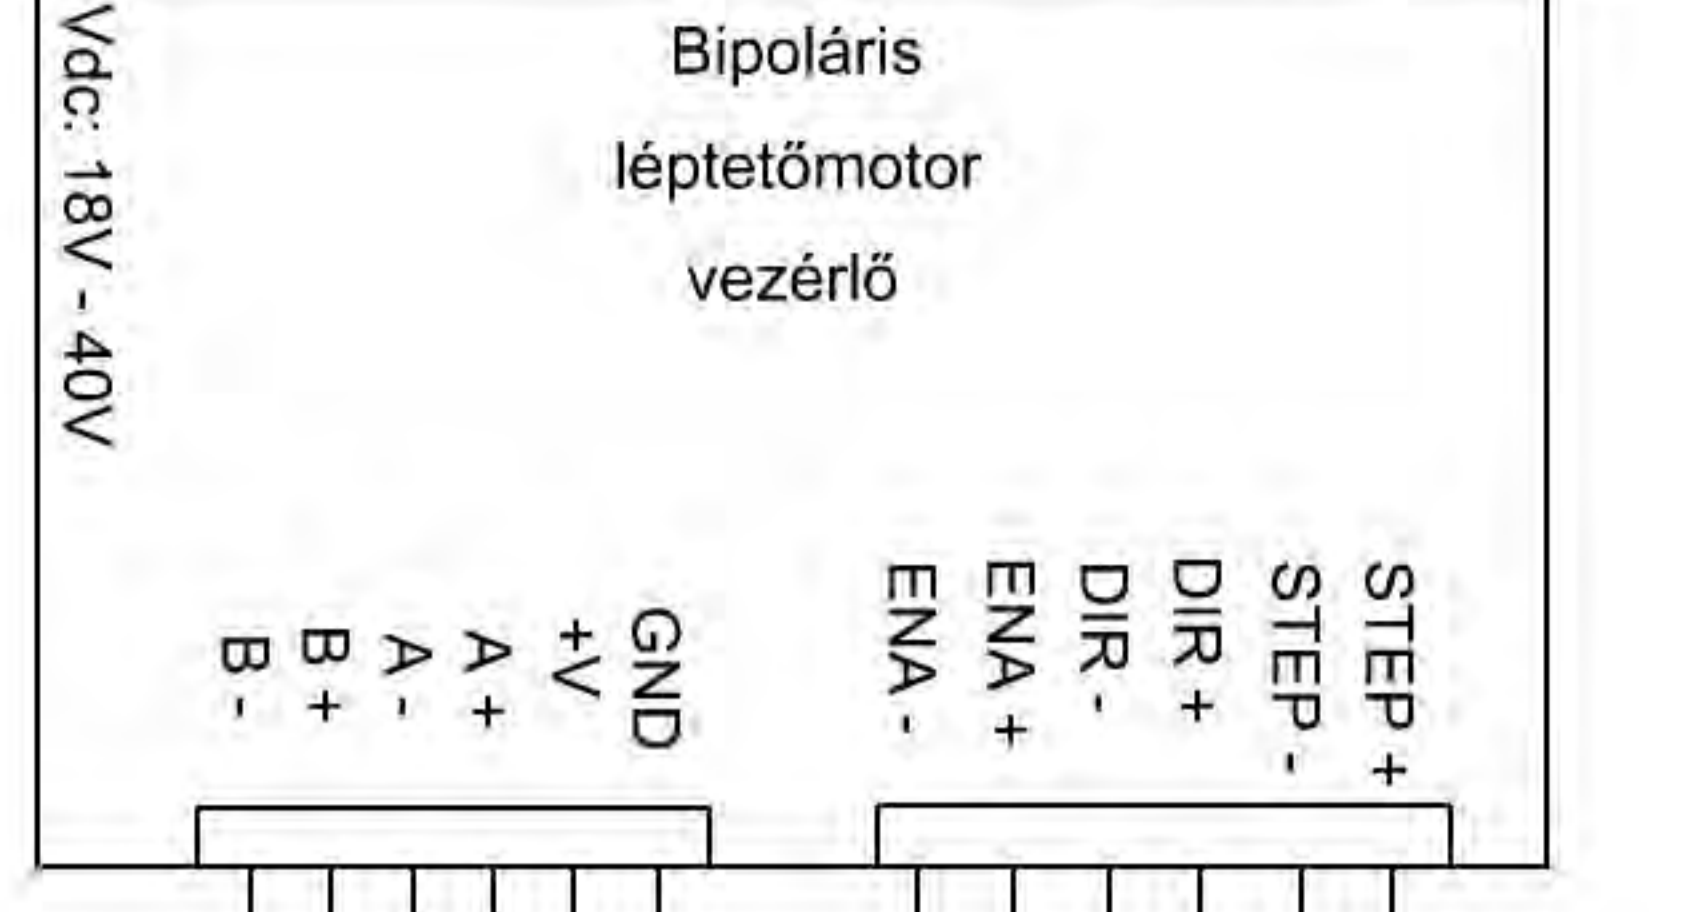 Bipoláris
léptetőmotor
vezérlő
Vdc: 18V - 40V
B -
B +
A -
A +
+V
GND
ENA -
ENA +
DIR -
DIR +
STEP -
STEP +